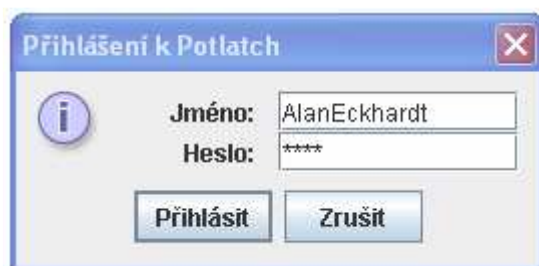 Přihlášení k Potlatch
Jméno: AlanEckhardt
Heslo: ****
Přihlásit Zrušit